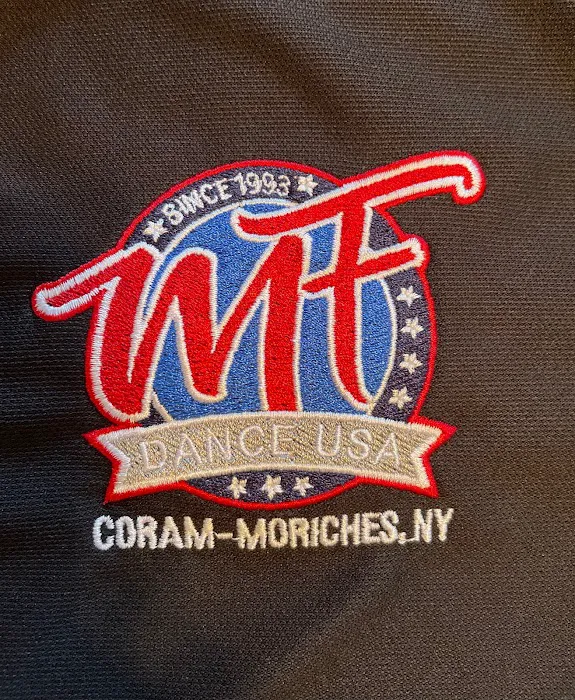 SINCE 1993
MF
DANCE USA
CORAM-MORICHES, NY